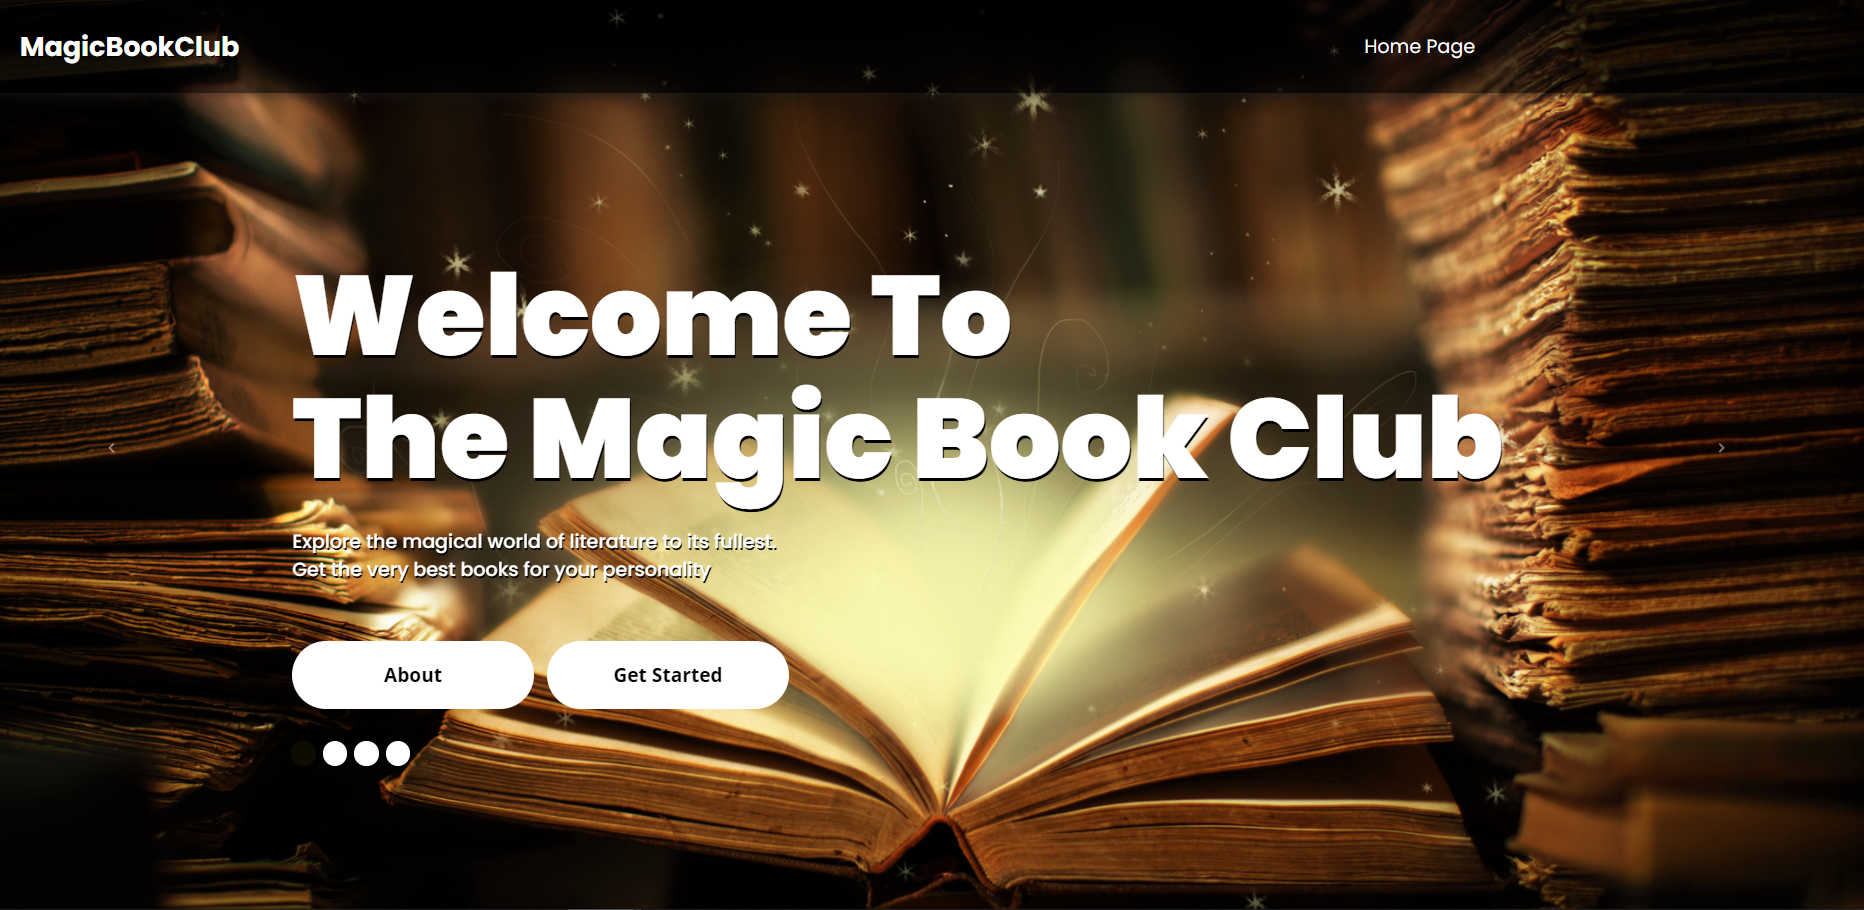 MagicBookClub
Home Page
Welcome To
The Magic Book Club
Explore the magical world of literature to its fullest.
Get the very best books for your personality
About
Get Started